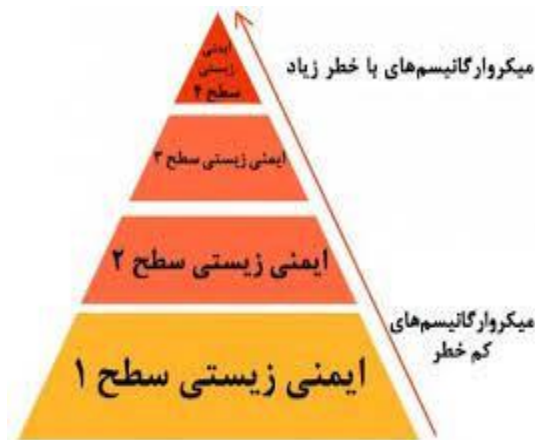 ایمنی
زیستی
سطح ۴
میکروارگانیسم‌های با خطر زیاد
ایمنی زیستی سطح ۳
ایمنی زیستی سطح ۲
میکروارگانیسم‌های
کم خطر
ایمنی زیستی سطح ۱